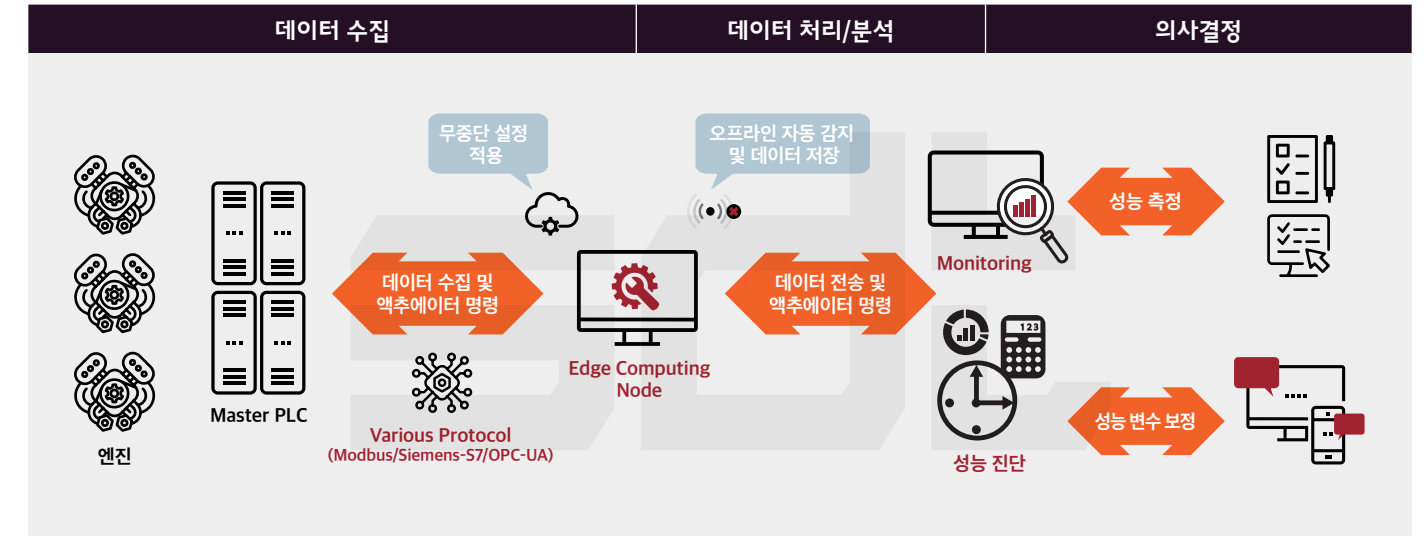 데이터 수집
데이터 처리/분석
의사결정
무중단 설정
적용
오프라인 자동 감지
및 데이터 저장
성능 측정
데이터 수집 및
액추에이터 명령
데이터 전송 및
액추에이터 명령
Monitoring
123
Edge Computing
Node
Master PLC
엔진
Various Protocol
(Modbus/Siemens-S7/OPC-UA)
성능 변수 보정
성능 진단